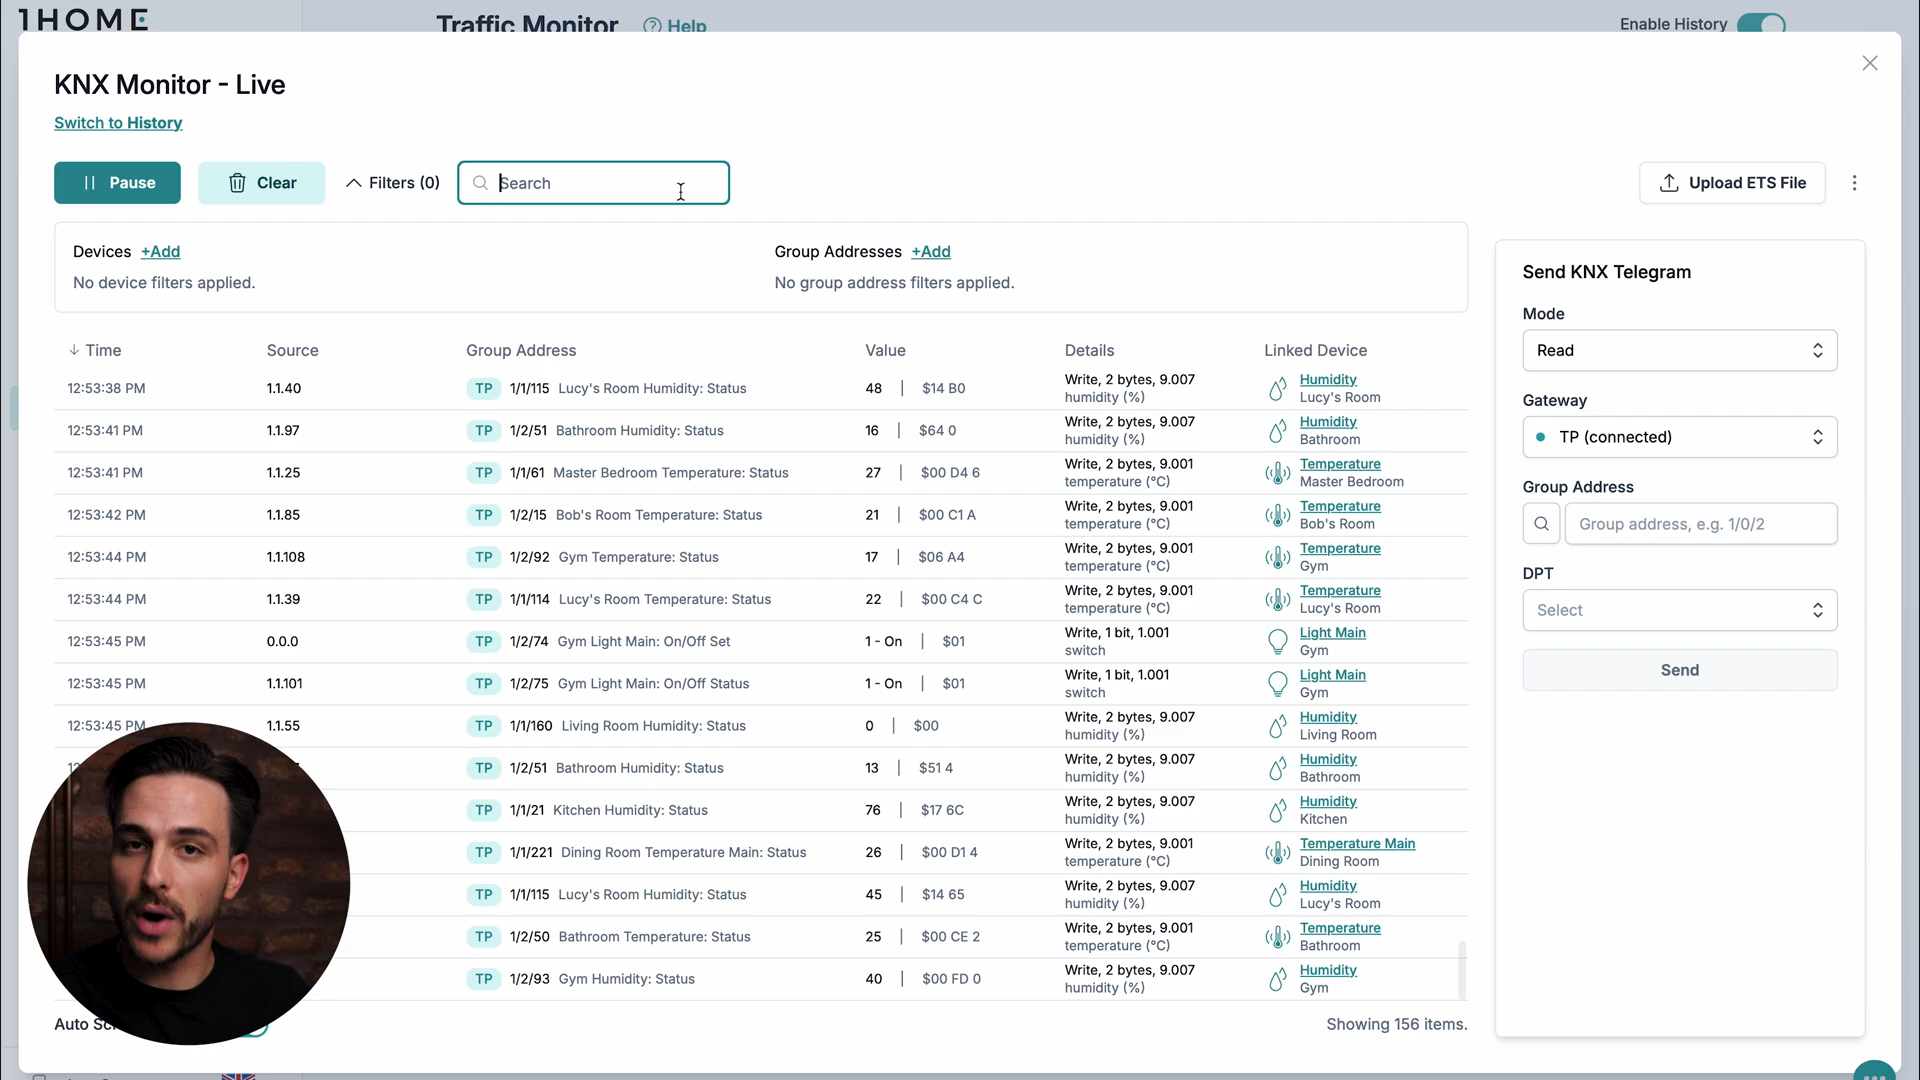 1HOME
Traffic Monitor
Help
Enable History
KNX Monitor - Live
Switch to History
Pause
Clear
Filters (0)
Search
Upload ETS File
Devices +Add
No device filters applied.
Group Addresses +Add
No group address filters applied.
Time Source Group Address Value Details Linked Device
12:53:38 PM 1.1.40 TP 1/1/115 Lucy's Room Humidity: Status 48 | $14 B0 Write, 2 bytes, 9.007 Humidity
humidity (%) Lucy's Room
12:53:41 PM 1.1.97 TP 1/2/51 Bathroom Humidity: Status 16 | $64 0 Write, 2 bytes, 9.007 Humidity
humidity (%) Bathroom
12:53:41 PM 1.1.25 TP 1/1/61 Master Bedroom Temperature: Status 27 | $00 D4 6 Write, 2 bytes, 9.001 Temperature
temperature (°C) Master Bedroom
12:53:42 PM 1.1.85 TP 1/2/15 Bob's Room Temperature: Status 21 | $00 C1 A Write, 2 bytes, 9.001 Temperature
temperature (°C) Bob's Room
12:53:44 PM 1.1.108 TP 1/2/92 Gym Temperature: Status 17 | $06 A4 Write, 2 bytes, 9.001 Temperature
temperature (°C) Gym
12:53:44 PM 1.1.39 TP 1/1/114 Lucy's Room Temperature: Status 22 | $00 C4 C Write, 2 bytes, 9.001 Temperature
temperature (°C) Lucy's Room
12:53:45 PM 0.0.0 TP 1/2/74 Gym Light Main: On/Off Set 1 - On | $01 Write, 1 bit, 1.001 Light Main
switch Gym
12:53:45 PM 1.1.101 TP 1/2/75 Gym Light Main: On/Off Status 1 - On | $01 Write, 1 bit, 1.001 Light Main
switch Gym
12:53:45 PM 1.1.55 TP 1/1/160 Living Room Humidity: Status 0 | $00 Write, 2 bytes, 9.007 Humidity
humidity (%) Living Room
TP 1/2/51 Bathroom Humidity: Status 13 | $51 4 Write, 2 bytes, 9.007 Humidity
humidity (%) Bathroom
TP 1/1/21 Kitchen Humidity: Status 76 | $17 6C Write, 2 bytes, 9.007 Humidity
humidity (%) Kitchen
TP 1/1/221 Dining Room Temperature Main: Status 26 | $00 D1 4 Write, 2 bytes, 9.001 Temperature Main
temperature (°C) Dining Room
TP 1/1/115 Lucy's Room Humidity: Status 45 | $14 65 Write, 2 bytes, 9.007 Humidity
humidity (%) Lucy's Room
TP 1/2/50 Bathroom Temperature: Status 25 | $00 CE 2 Write, 2 bytes, 9.001 Temperature
temperature (°C) Bathroom
TP 1/2/93 Gym Humidity: Status 40 | $00 FD 0 Write, 2 bytes, 9.007 Humidity
humidity (%) Gym
Auto
Showing 156 items.
Send KNX Telegram
Mode
Read
Gateway
TP (connected)
Group Address
Group address, e.g. 1/0/2
DPT
Select
Send